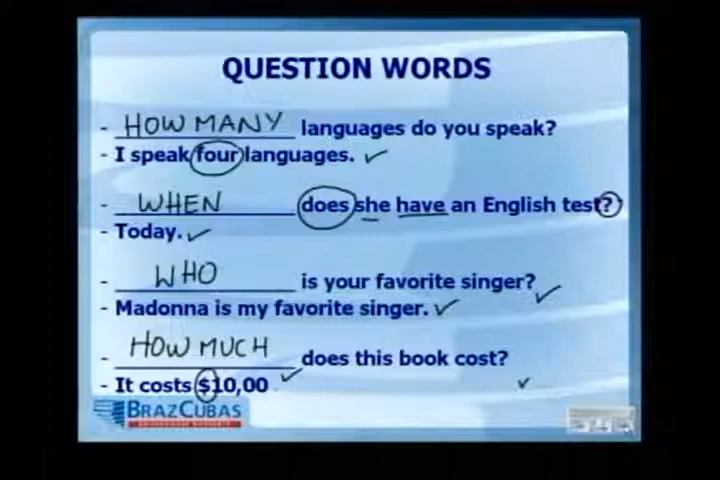 QUESTION WORDS
- HOW MANY languages do you speak?
- I speak four languages.
- WHEN does she have an English test?
- Today.
- WHO is your favorite singer?
- Madonna is my favorite singer.
- HOW MUCH does this book cost?
- It costs $10,00
BRAZCUBAS